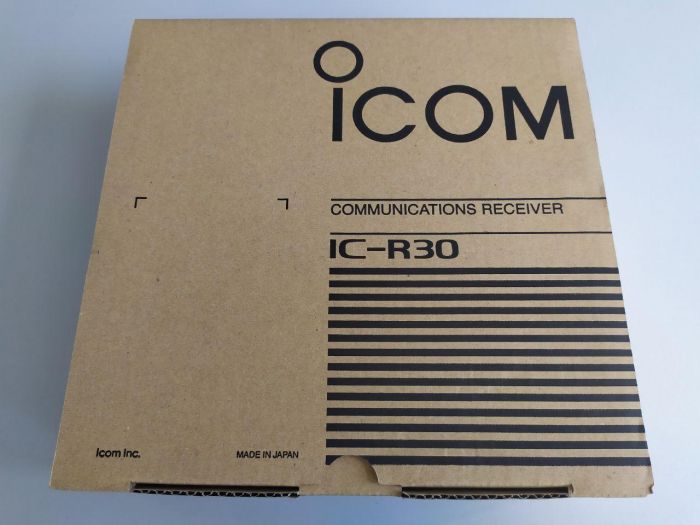 ICOM
COMMUNICATIONS RECEIVER
IC-R30
Icom Inc.
MADE IN JAPAN